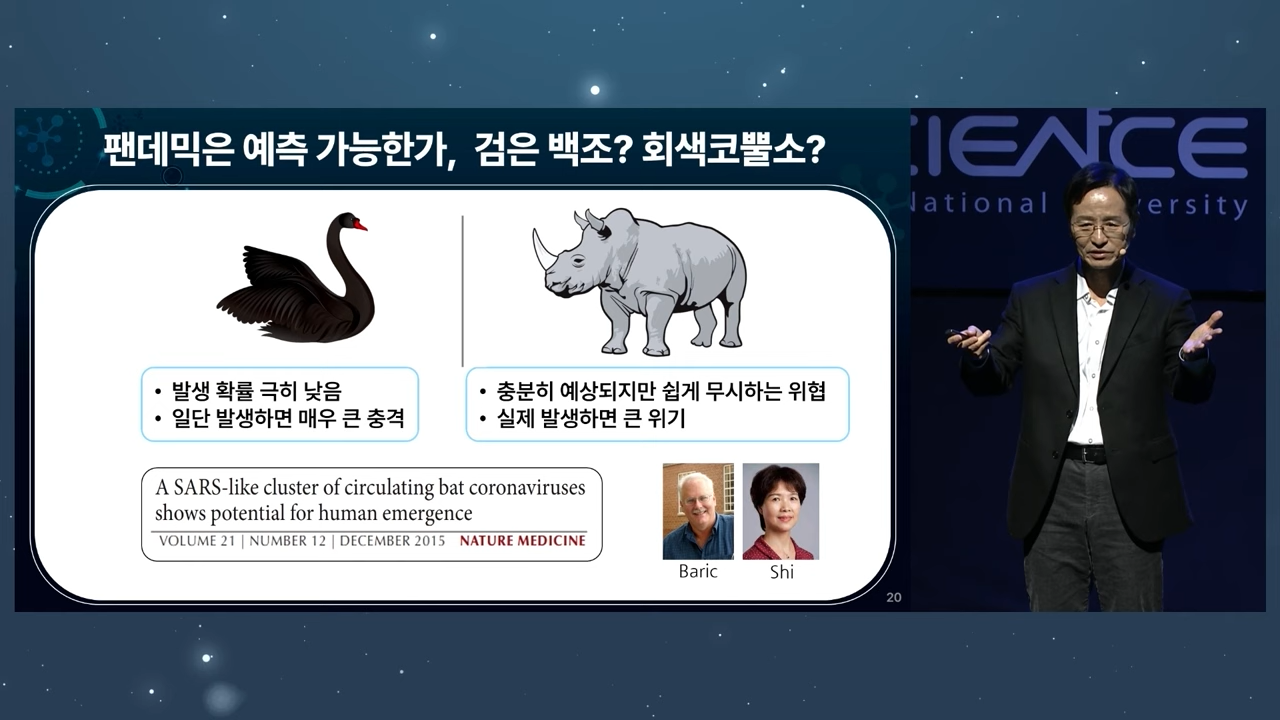 팬데믹은 예측 가능한가, 검은 백조? 회색코뿔소?
• 발생 확률 극히 낮음
• 일단 발생하면 매우 큰 충격
• 충분히 예상되지만 쉽게 무시하는 위협
• 실제 발생하면 큰 위기
A SARS-like cluster of circulating bat coronaviruses
shows potential for human emergence
VOLUME 21 | NUMBER 12 | DECEMBER 2015 NATURE MEDICINE
Baric
Shi
20
CIENCE
National